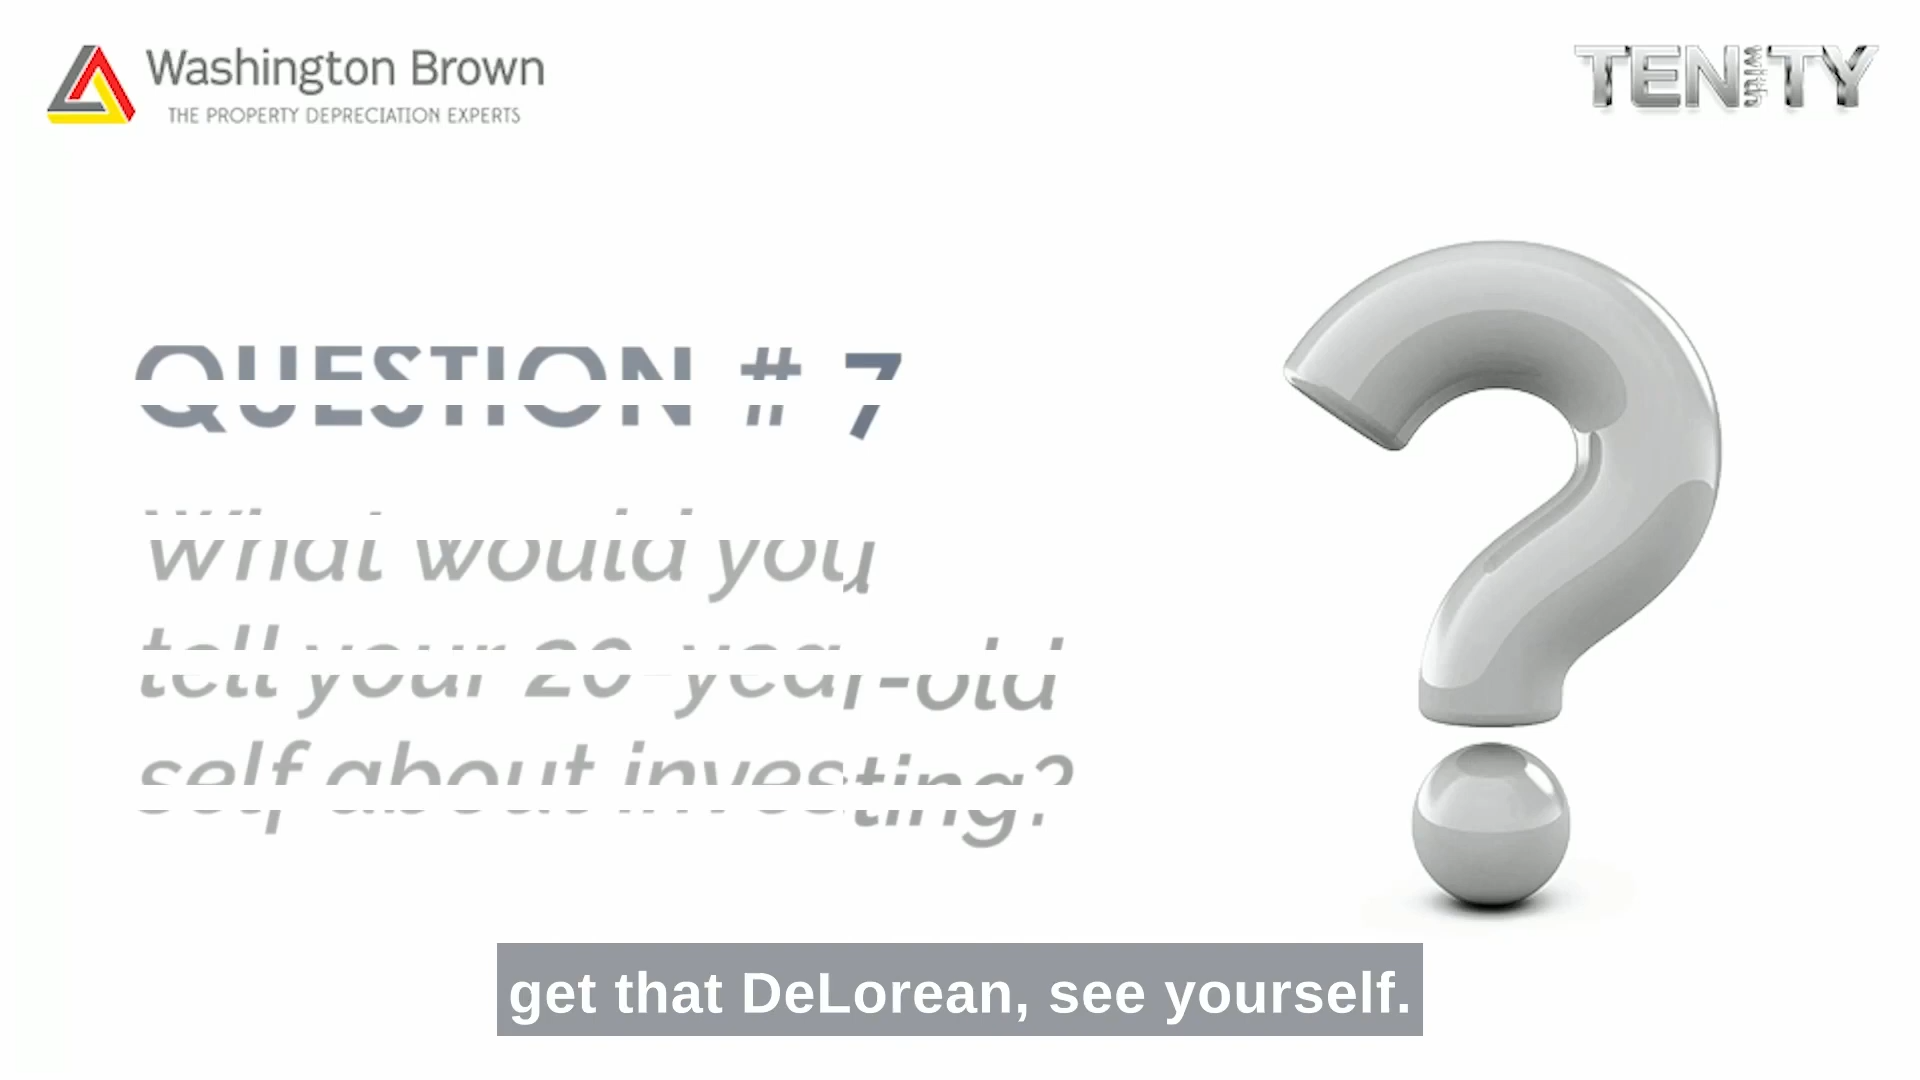 Washington Brown
THE PROPERTY DEPRECIATION EXPERTS
TEN with TY
QUESTION # 7
What would you
tell your 20-year-old
self about investing?
get that DeLorean, see yourself.